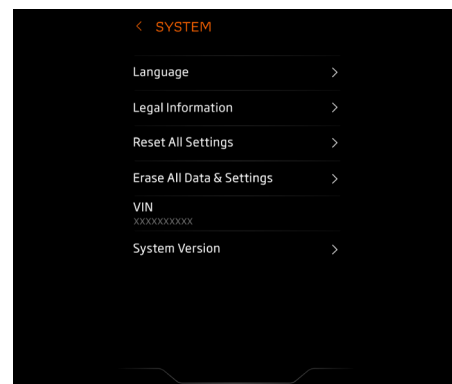 SYSTEM
Language
Legal Information
Reset All Settings
Erase All Data & Settings
VIN
XXXXXXXXXX
System Version